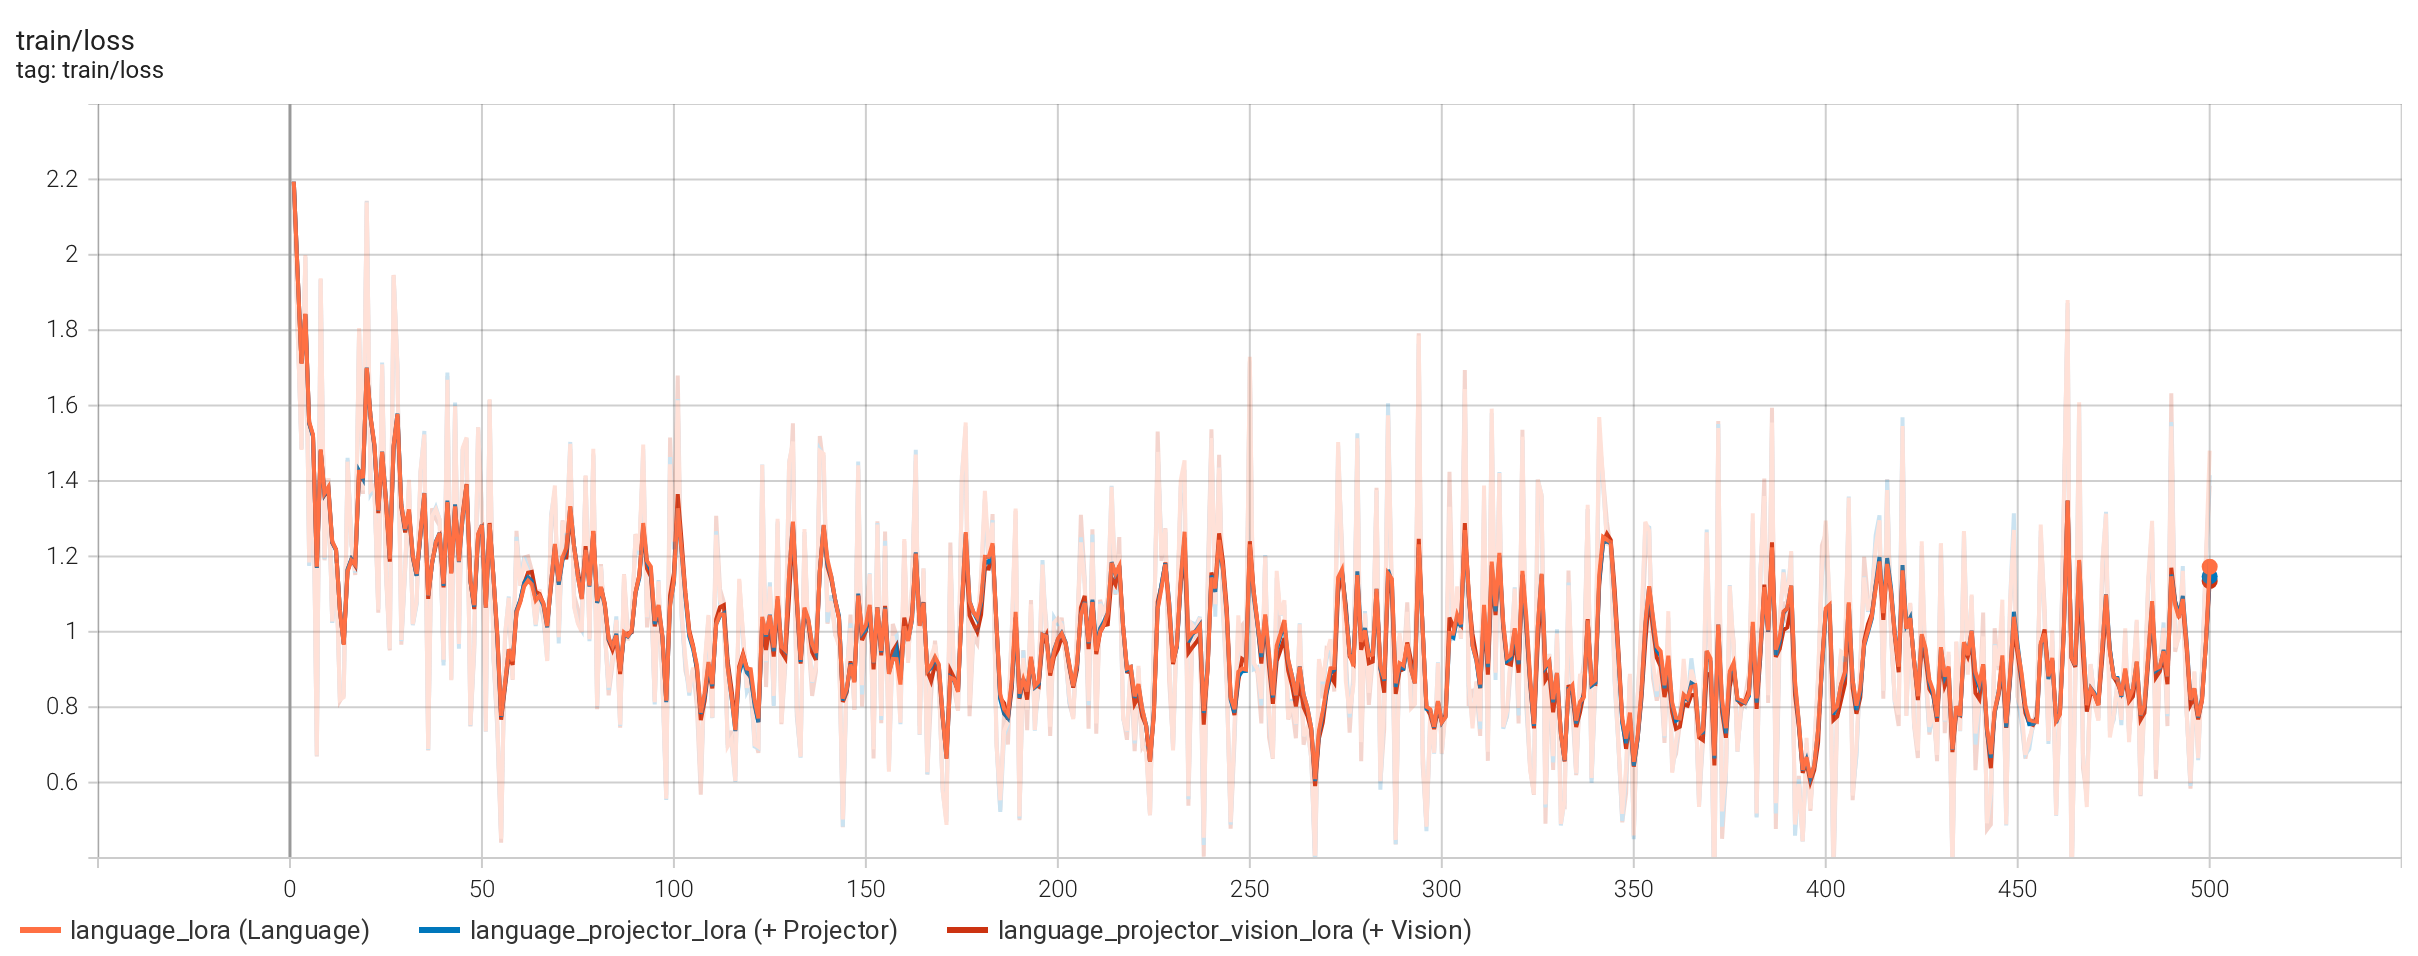 train/loss
tag: train/loss
2.2
2
1.8
1.6
1.4
1.2
1
0.8
0.6
0 50 100 150 200 250 300 350 400 450 500
language_lora (Language) language_projector_lora (+ Projector) language_projector_vision_lora (+ Vision)